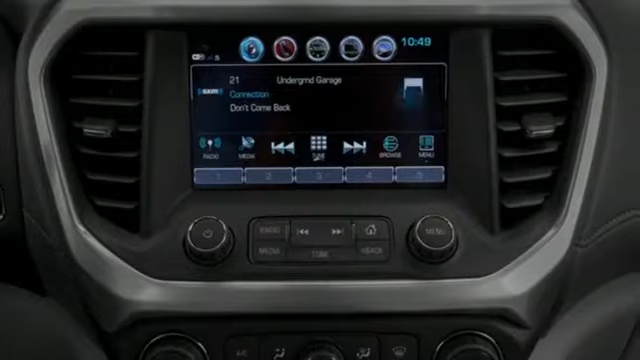 10:49
21 Undergrnd Garage
sxm
Connection
Don't Come Back
RADIO MEDIA TUNE BROWSE MENU
1 2 3 4 5
RADIO
MENU
MEDIA BACK
A/C